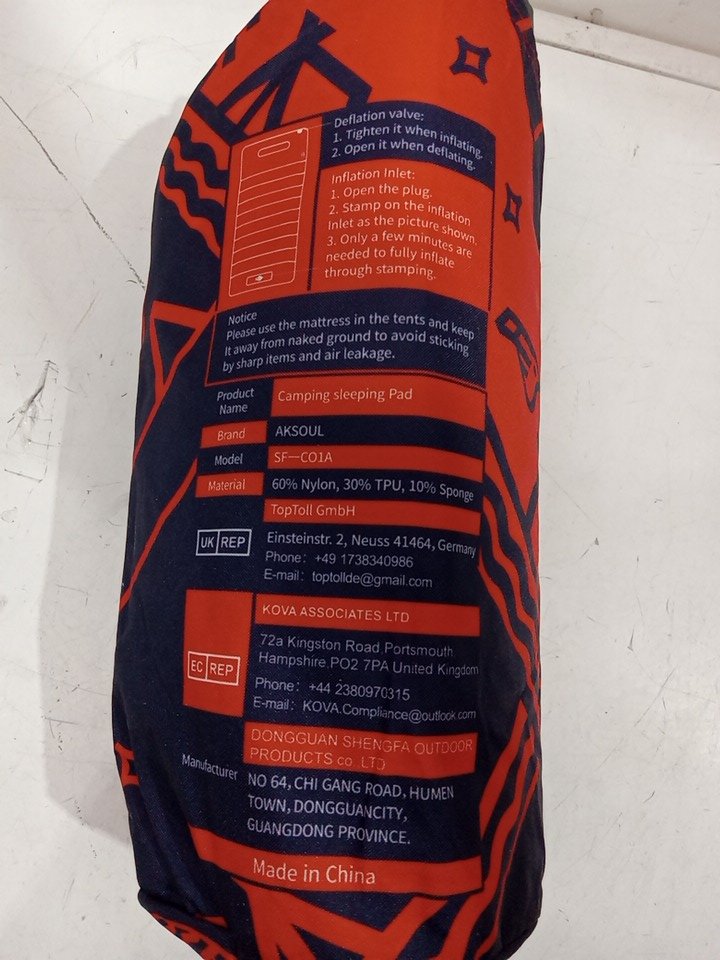 Deflation valve:
1. Tighten it when inflating.
2. Open it when deflating.
Inflation Inlet:
1. Open the plug.
2. Stamp on the inflation
Inlet as the picture shown.
3. Only a few minutes are
needed to fully inflate
through stamping.
Notice
Please use the mattress in the tents and keep
It away from naked ground to avoid sticking
by sharp items and air leakage.
Product
Name
Camping sleeping Pad
Brand
AKSOUL
Model
SF—CO1A
Material
60% Nylon, 30% TPU, 10% Sponge
TopToll GmbH
UK REP
Einsteinstr. 2, Neuss 41464, Germany
Phone: +49 1738340986
E-mail: toptollde@gmail.com
KOVA ASSOCIATES LTD
EC REP
72a Kingston Road Portsmouth
Hampshire.PO2 7PA United Kingdom
Phone: +44 2380970315
E-mail: KOVA.Compliance@outlook.com
Manufacturer
DONGGUAN SHENGFA OUTDOOR
PRODUCTS co. LTD
NO 64, CHI GANG ROAD, HUMEN
TOWN, DONGGUANCITY,
GUANGDONG PROVINCE.
Made in China